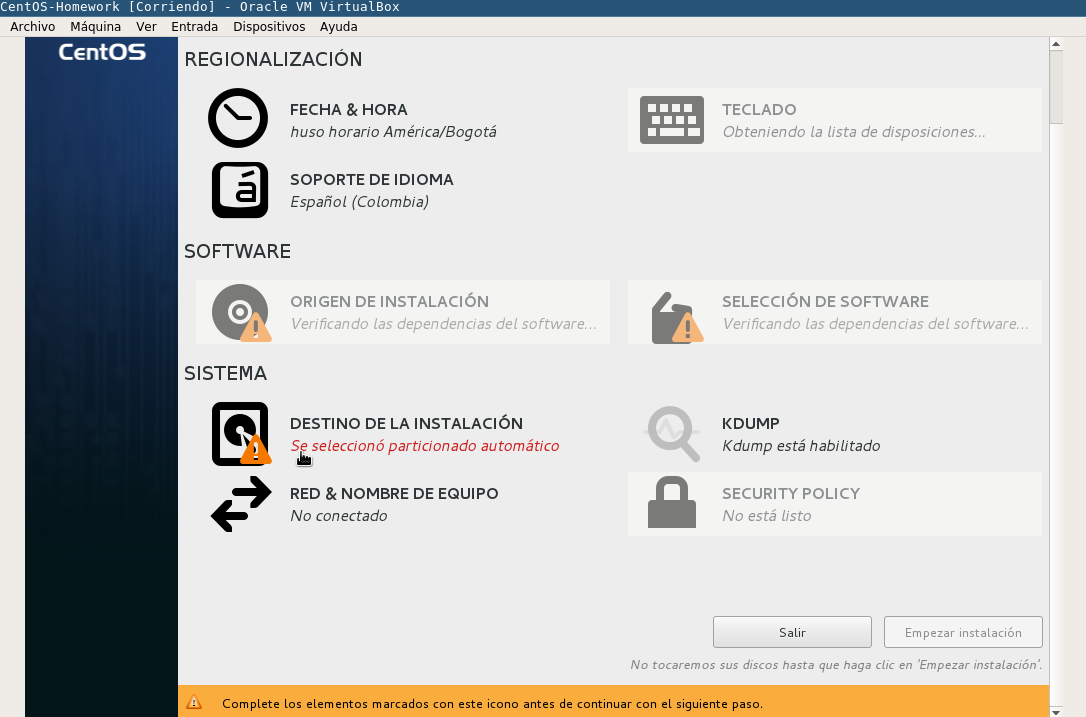 CentOS-Homework [Corriendo] - Oracle VM VirtualBox
Archivo Máquina Ver Entrada Dispositivos Ayuda
CentOS
REGIONALIZACIÓN
FECHA & HORA
huso horario América/Bogotá
TECLADO
Obteniendo la lista de disposiciones...
á
SOPORTE DE IDIOMA
Español (Colombia)
SOFTWARE
ORIGEN DE INSTALACIÓN
Verificando las dependencias del software...
SELECCIÓN DE SOFTWARE
Verificando las dependencias del software...
SISTEMA
DESTINO DE LA INSTALACIÓN
Se seleccionó particionado automático
KDUMP
Kdump está habilitado
RED & NOMBRE DE EQUIPO
No conectado
SECURITY POLICY
No está listo
Salir
Empezar instalación
No tocaremos sus discos hasta que haga clic en 'Empezar instalación'.
Complete los elementos marcados con este icono antes de continuar con el siguiente paso.